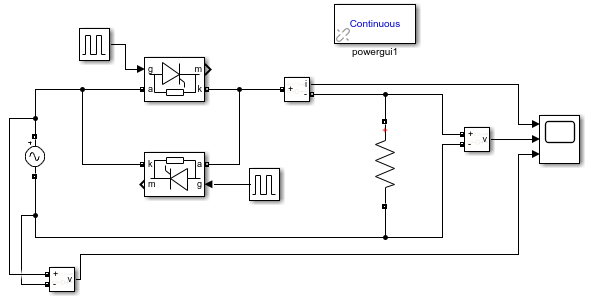 Continuous
powergui1
g m
a k
i
+
-
+
-
v
k a
m g
+
+
-
v